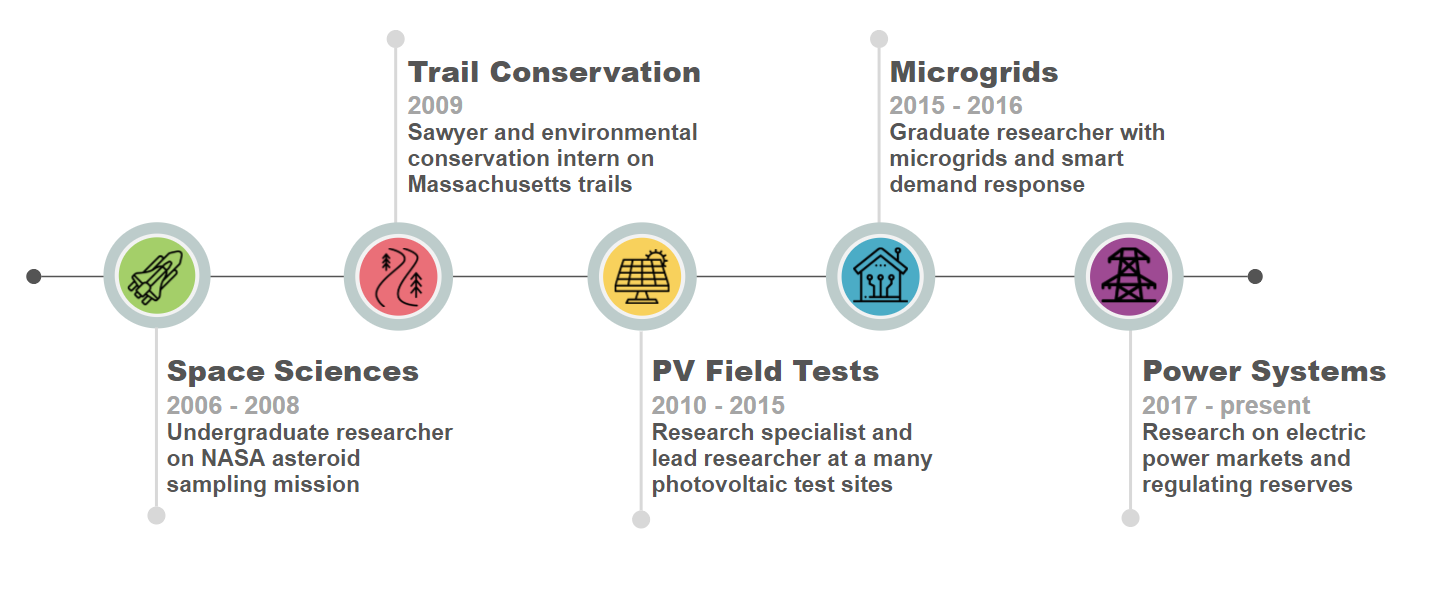 Space Sciences
2006 - 2008
Undergraduate researcher
on NASA asteroid
sampling mission
Trail Conservation
2009
Sawyer and environmental
conservation intern on
Massachusetts trails
PV Field Tests
2010 - 2015
Research specialist and
lead researcher at a many
photovoltaic test sites
Microgrids
2015 - 2016
Graduate researcher with
microgrids and smart
demand response
Power Systems
2017 - present
Research on electric
power markets and
regulating reserves